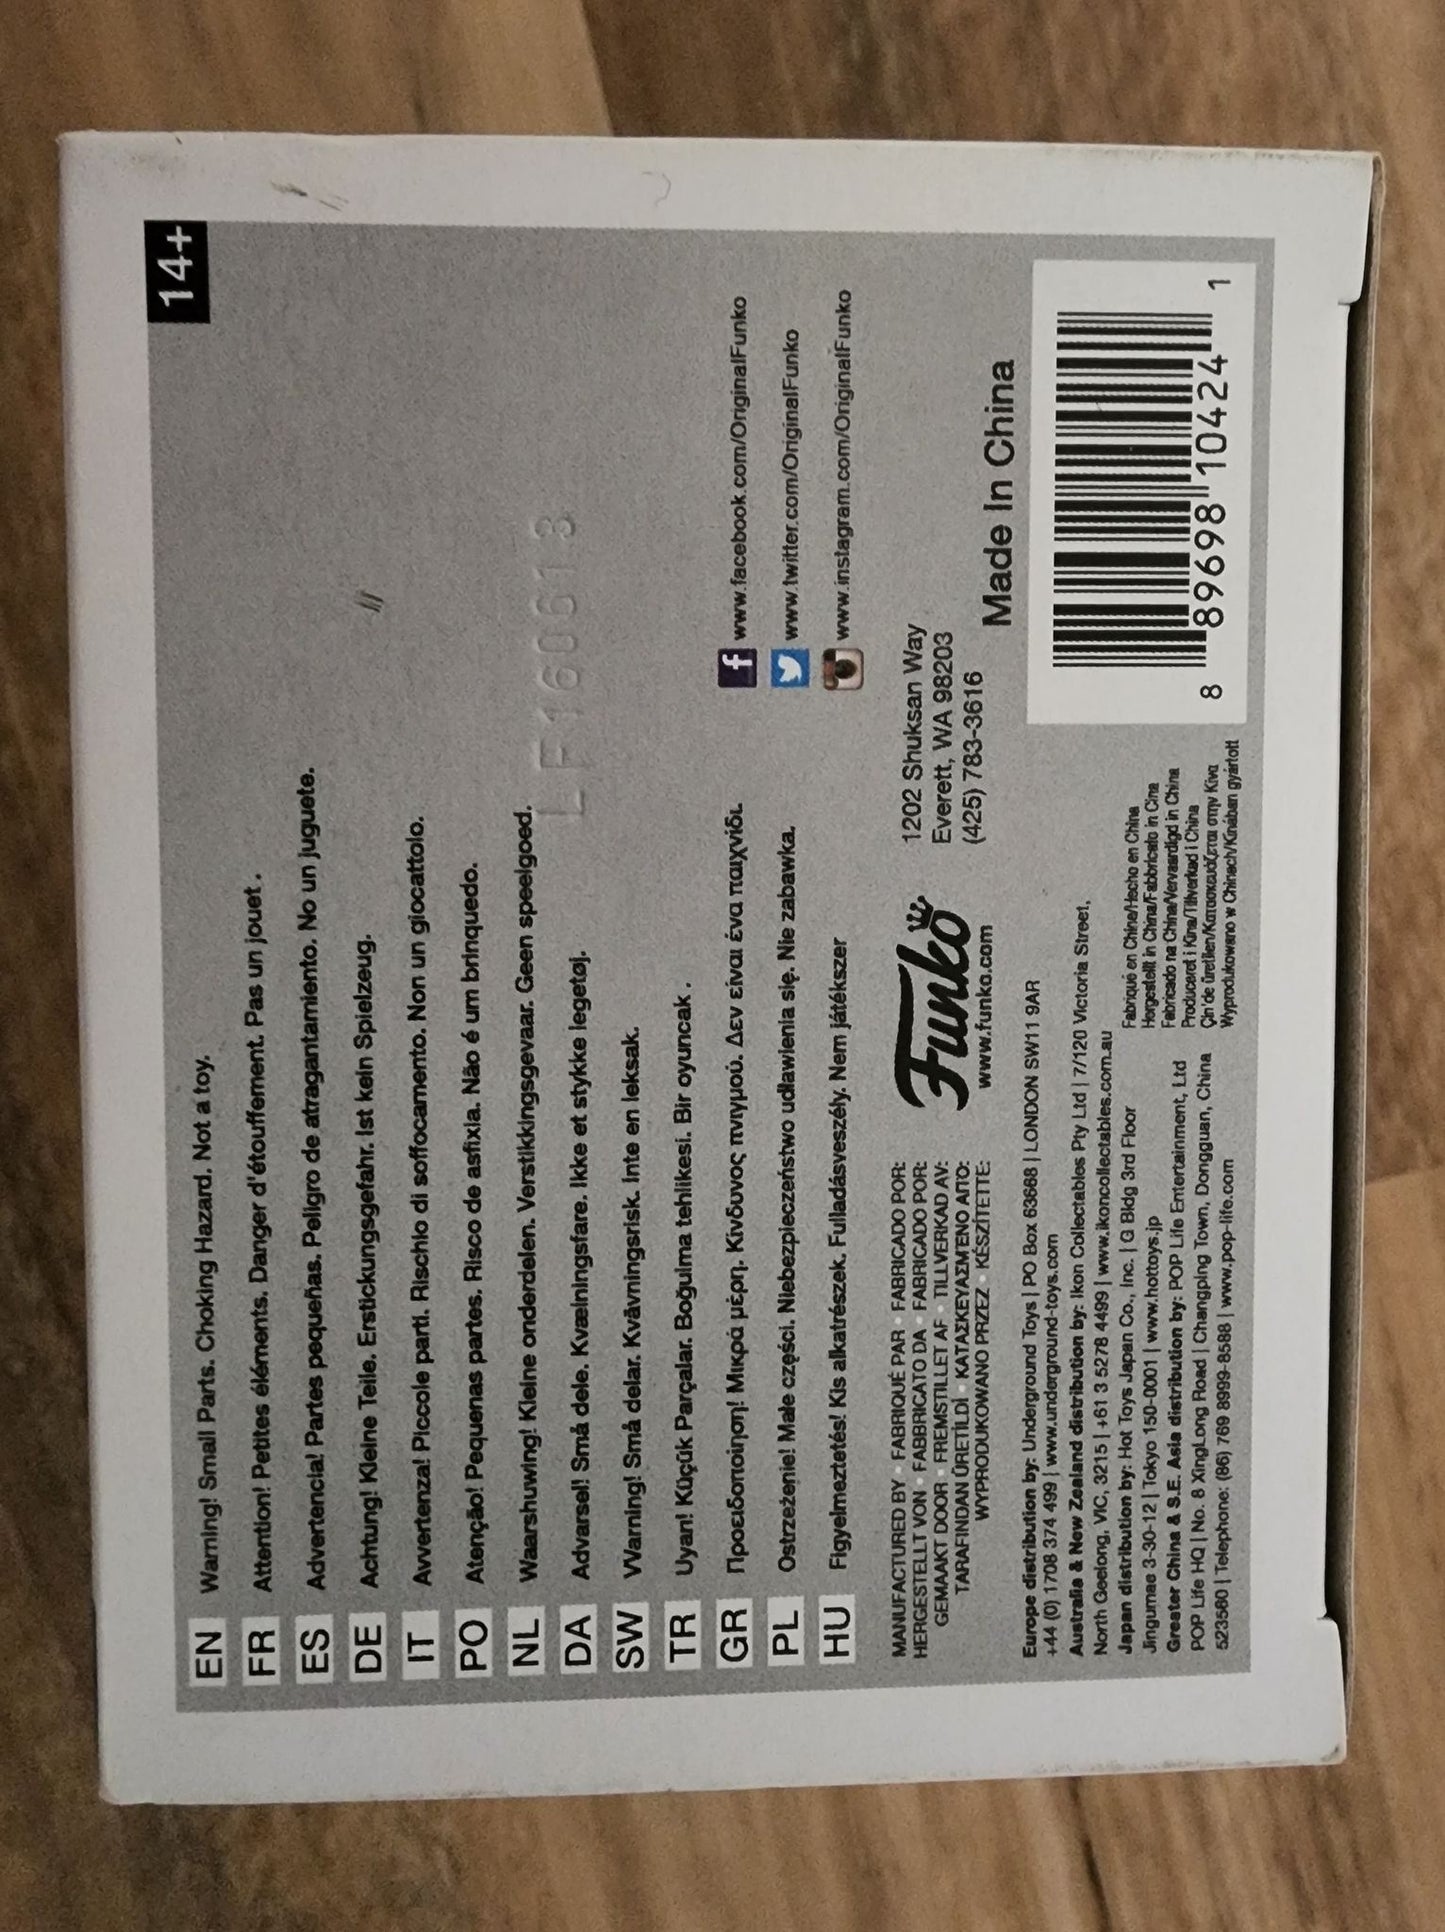 14+
EN Warning! Small Parts. Choking Hazard. Not a toy.
FR Attention! Petites éléments. Danger d'étouffement. Pas un jouet .
ES Advertencia! Partes pequeñas. Peligro de atragantamiento. No un juguete.
DE Achtung! Kleine Teile. Erstickungsgefahr. Ist kein Spielzeug.
IT Avvertenza! Piccole parti. Rischio di soffocamento. Non un giocattolo.
PO Atenção! Pequenas partes. Risco de asfixia. Não é um brinquedo.
NL Waarshuwing! Kleine onderdelen. Verstikkingsgevaar. Geen speelgoed.
LF160613
DA Advarsel! Små dele. Kvælningsfare. Ikke et stykke legetøj.
SW Warning! Små delar. Kvävningsrisk. Inte en leksak.
TR Uyarı! Küçük Parçalar. Boğulma tehlikesi. Bir oyuncak .
GR Προειδοποίηση! Μικρά μέρη. Κίνδυνος πνιγμού. Δεν είναι ένα παιχνίδι.
PL Ostrzeżenie! Małe części. Niebezpieczeństwo udławienia się. Nie zabawka.
HU Figyelmeztetés! Kis alkatrészek. Fulladásveszély. Nem játékszer
f www.facebook.com/OriginalFunko
www.twitter.com/OriginalFunko
www.instagram.com/OriginalFunko
MANUFACTURED BY • FABRIQUÉ PAR • FABRICADO POR:
HERGESTELLT VON • FABBRICATO DA • FABRICADO POR:
GEMAAKT DOOR • FREMSTILLET AF • TILLVERKAD AV:
TARAFINDAN ÜRETİLDİ • ΚΑΤΑΣΚΕΥΑΖΜΕΝΟ ΑΠΟ:
WYPRODUKOWANO PRZEZ • KÉSZÍTETTE:
Funko
www.funko.com
1202 Shuksan Way
Everett, WA 98203
(425) 783-3616
Made In China
Europe distribution by: Underground Toys | PO Box 63668 | LONDON SW11 9AR
+44 (0) 1708 374 499 | www.underground-toys.com
Australia & New Zealand distribution by: Ikon Collectables Pty Ltd | 7/120 Victoria Street,
North Geelong, VIC, 3215 | +61 3 5278 4499 | www.ikoncollectables.com.au
Japan distribution by: Hot Toys Japan Co., Inc. | G Bldg 3rd Floor
Jingumae 3-30-12 | Tokyo 150-0001 | www.hottoys.jp
Greater China & S.E. Asia distribution by: POP Life Entertainment, Ltd
POP Life HQ | No. 8 XingLong Road | Changping Town, Dongguan, China
523560 | Telephone: (86) 769 8999-8588 | www.pop-life.com
Fabriqué en Chine/Hecho en China
Hergestellt in China/Fabbricato in Cina
Fabricado na China/Vervaardigd in China
Produceret i Kina/Tillverkad i China
Çin'de üretilen/Κατασκευάζεται στην Κίνα
Wyprodukowano w Chinach/Kínában gyártott
8 89698 10424 1